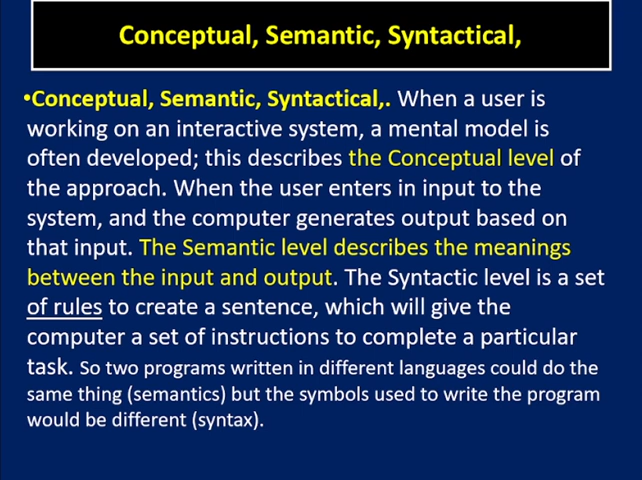 Conceptual, Semantic, Syntactical,
•Conceptual, Semantic, Syntactical,. When a user is
working on an interactive system, a mental model is
often developed; this describes the Conceptual level of
the approach. When the user enters in input to the
system, and the computer generates output based on
that input. The Semantic level describes the meanings
between the input and output. The Syntactic level is a set
of rules to create a sentence, which will give the
computer a set of instructions to complete a particular
task. So two programs written in different languages could do the
same thing (semantics) but the symbols used to write the program
would be different (syntax).